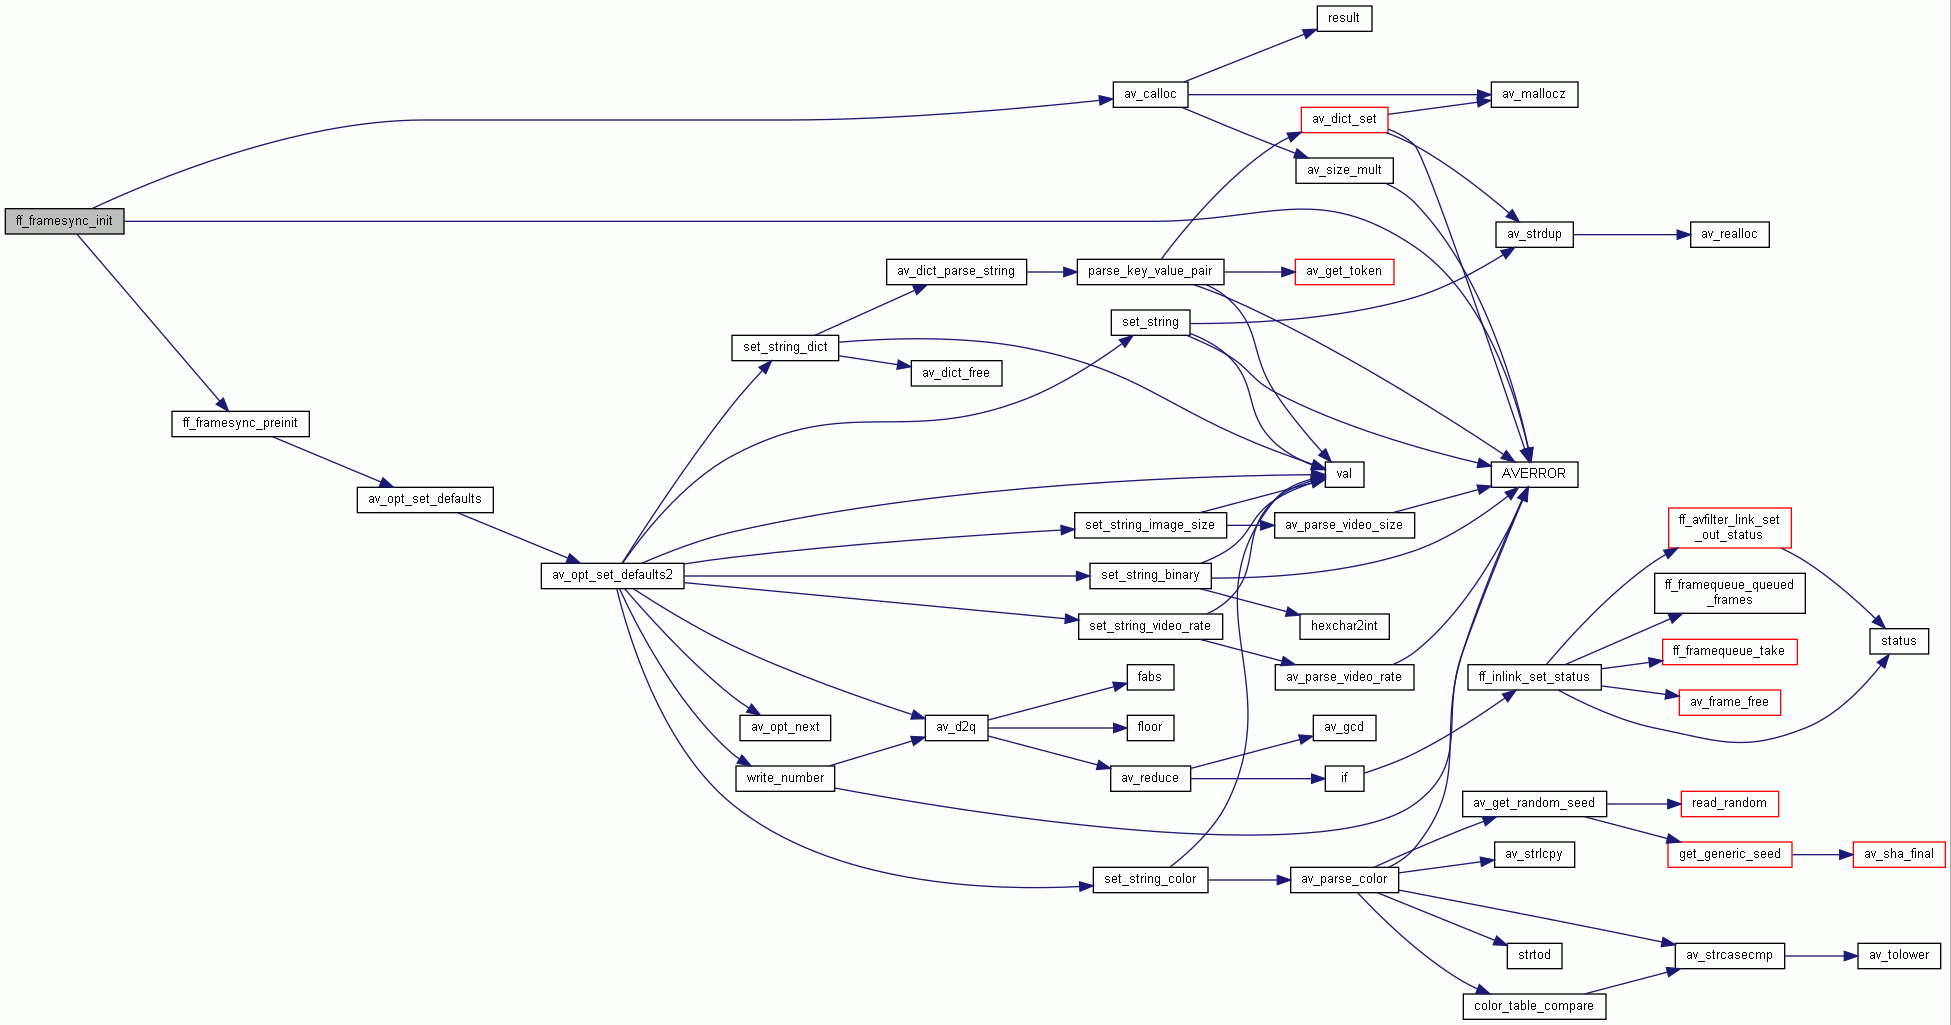 result
av_calloc
av_mallocz
av_dict_set
av_size_mult
ff_framesync_init
av_strdup
av_realloc
av_dict_parse_string
parse_key_value_pair
av_get_token
set_string
set_string_dict
av_dict_free
ff_framesync_preinit
val
AVERROR
av_opt_set_defaults
set_string_image_size
av_parse_video_size
ff_avfilter_link_set
_out_status
av_opt_set_defaults2
set_string_binary
ff_framequeue_queued
_frames
set_string_video_rate
hexchar2int
status
ff_framequeue_take
fabs
av_parse_video_rate
ff_inlink_set_status
av_frame_free
av_opt_next
av_d2q
floor
av_gcd
write_number
av_reduce
if
av_get_random_seed
read_random
av_strlcpy
get_generic_seed
av_sha_final
set_string_color
av_parse_color
strtod
av_strcasecmp
av_tolower
color_table_compare